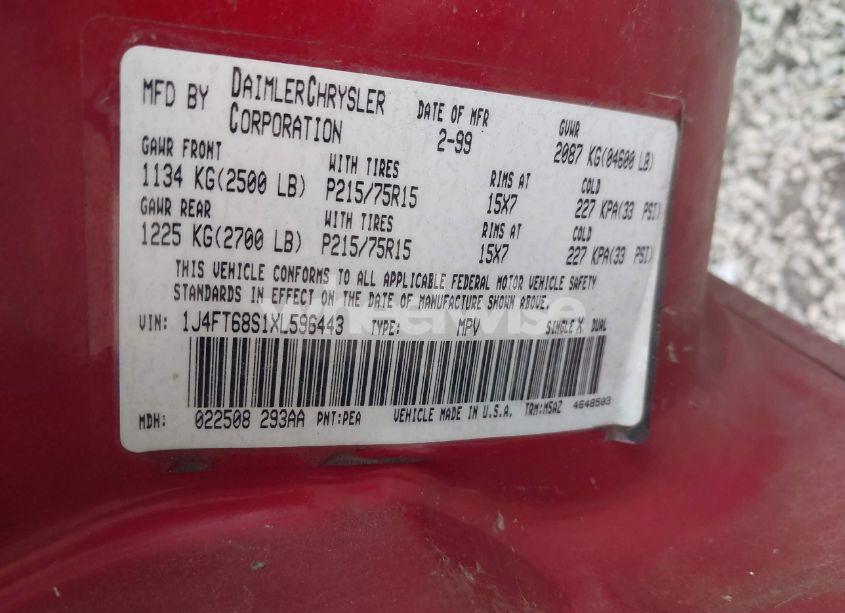 MFD BY DAIMLERCHRYSLER CORPORATION DATE OF MFR 2-99 GVWR 2087 KG(04600 LB)
GAWR FRONT WITH TIRES RIMS AT COLD
1134 KG(2500 LB) P215/75R15 15X7 227 KPA(33 PSI)
GAWR REAR WITH TIRES RIMS AT COLD
1225 KG(2700 LB) P215/75R15 15X7 227 KPA(33 PSI)
THIS VEHICLE CONFORMS TO ALL APPLICABLE FEDERAL MOTOR VEHICLE SAFETY
STANDARDS IN EFFECT ON THE DATE OF MANUFACTURE SHOWN ABOVE.
VIN: 1J4FT68S1XL596443 TYPE: MPV SINGLE X DUAL
MDH: 022508 293AA PNT:PEA VEHICLE MADE IN U.S.A. TRM:M5AZ 4648503